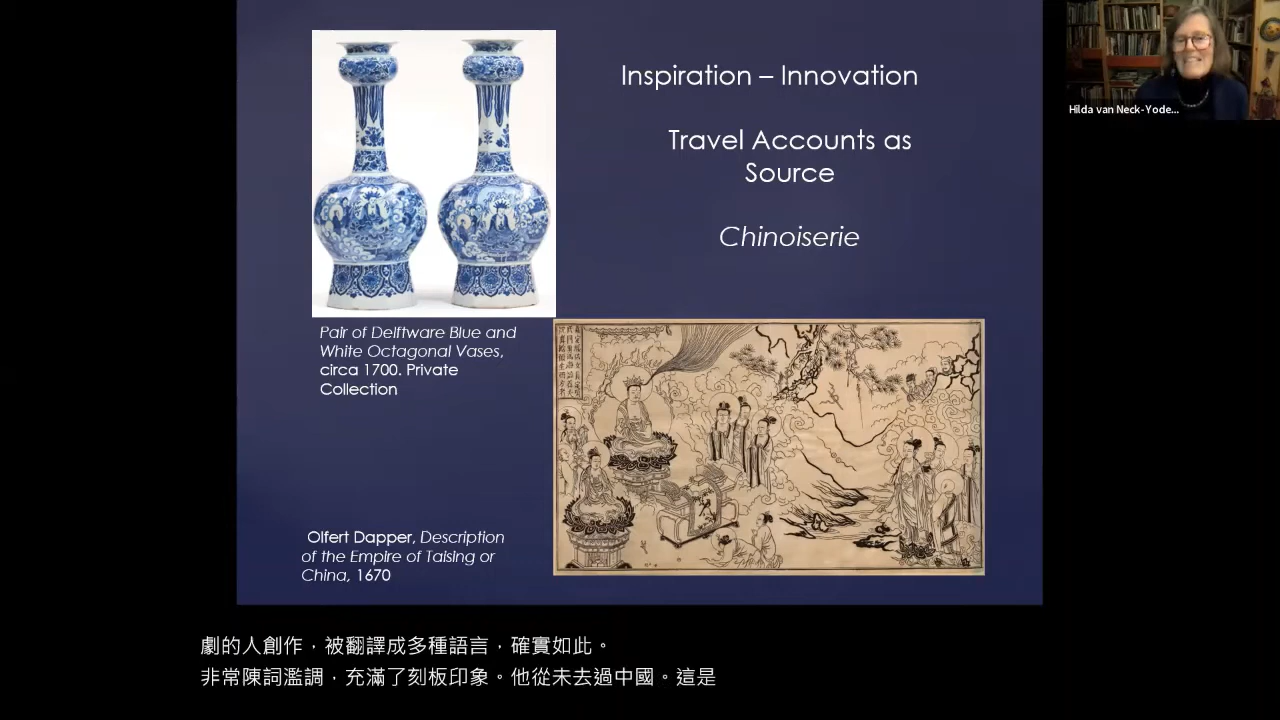 Inspiration – Innovation
Travel Accounts as
Source
Chinoiserie
Hilda van Neck-Yode...
Pair of Delftware Blue and
White Octagonal Vases,
circa 1700. Private
Collection
Olfert Dapper, Description
of the Empire of Taising or
China, 1670
劇的人創作，被翻譯成多種語言，確實如此。
非常陳詞濫調，充滿了刻板印象。他從未去過中國。這是